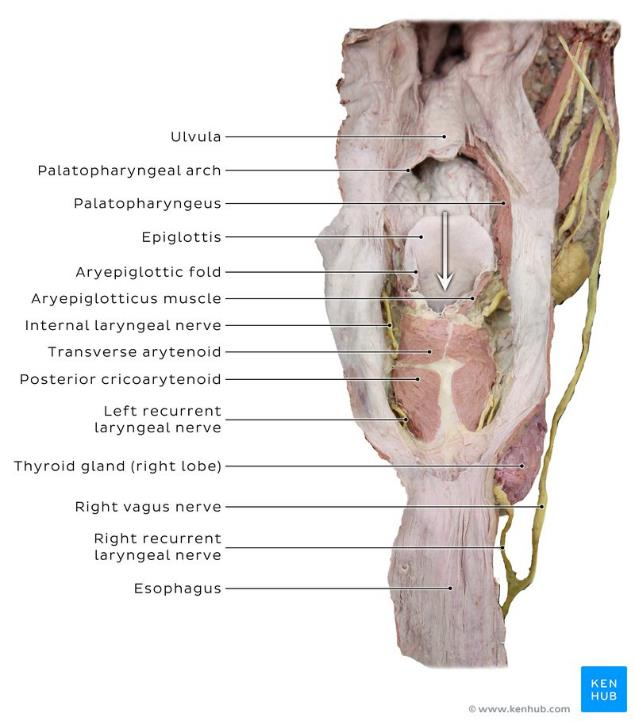 Ulvula
Palatopharyngeal arch
Palatopharyngeus
Epiglottis
Aryepiglottic fold
Aryepiglotticus muscle
Internal laryngeal nerve
Transverse arytenoid
Posterior cricoarytenoid
Left recurrent
laryngeal nerve
Thyroid gland (right lobe)
Right vagus nerve
Right recurrent
laryngeal nerve
Esophagus
KEN
HUB
© www.kenhub.com